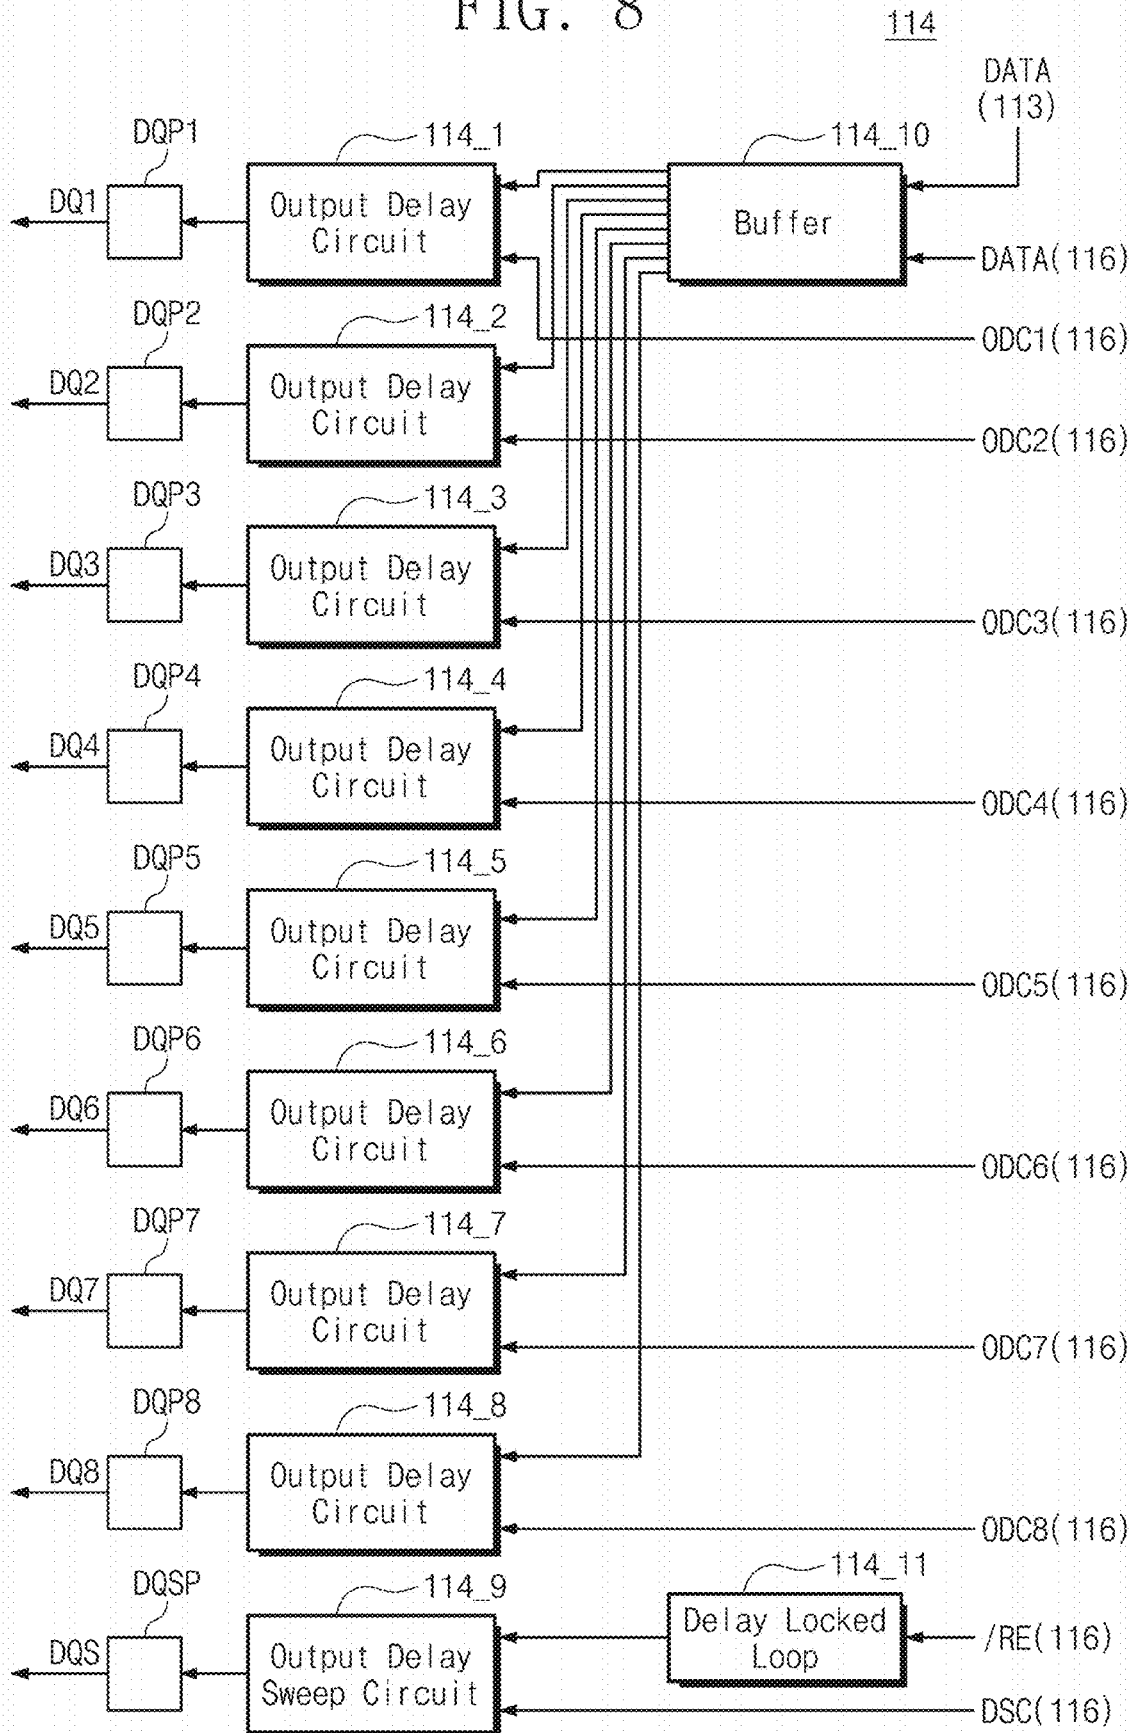 FIG. 8
114
DATA
(113)
DQP1
114_1
114_10
DQ1
Output Delay
Circuit
Buffer
DATA(116)
DQP2
114_2
ODC1(116)
DQ2
Output Delay
Circuit
ODC2(116)
DQP3
114_3
DQ3
Output Delay
Circuit
ODC3(116)
DQP4
114_4
DQ4
Output Delay
Circuit
ODC4(116)
DQP5
114_5
DQ5
Output Delay
Circuit
ODC5(116)
DQP6
114_6
DQ6
Output Delay
Circuit
ODC6(116)
DQP7
114_7
DQ7
Output Delay
Circuit
ODC7(116)
DQP8
114_8
DQ8
Output Delay
Circuit
ODC8(116)
DQSP
114_9
114_11
DQS
Output Delay
Sweep Circuit
Delay Locked
Loop
/RE(116)
DSC(116)